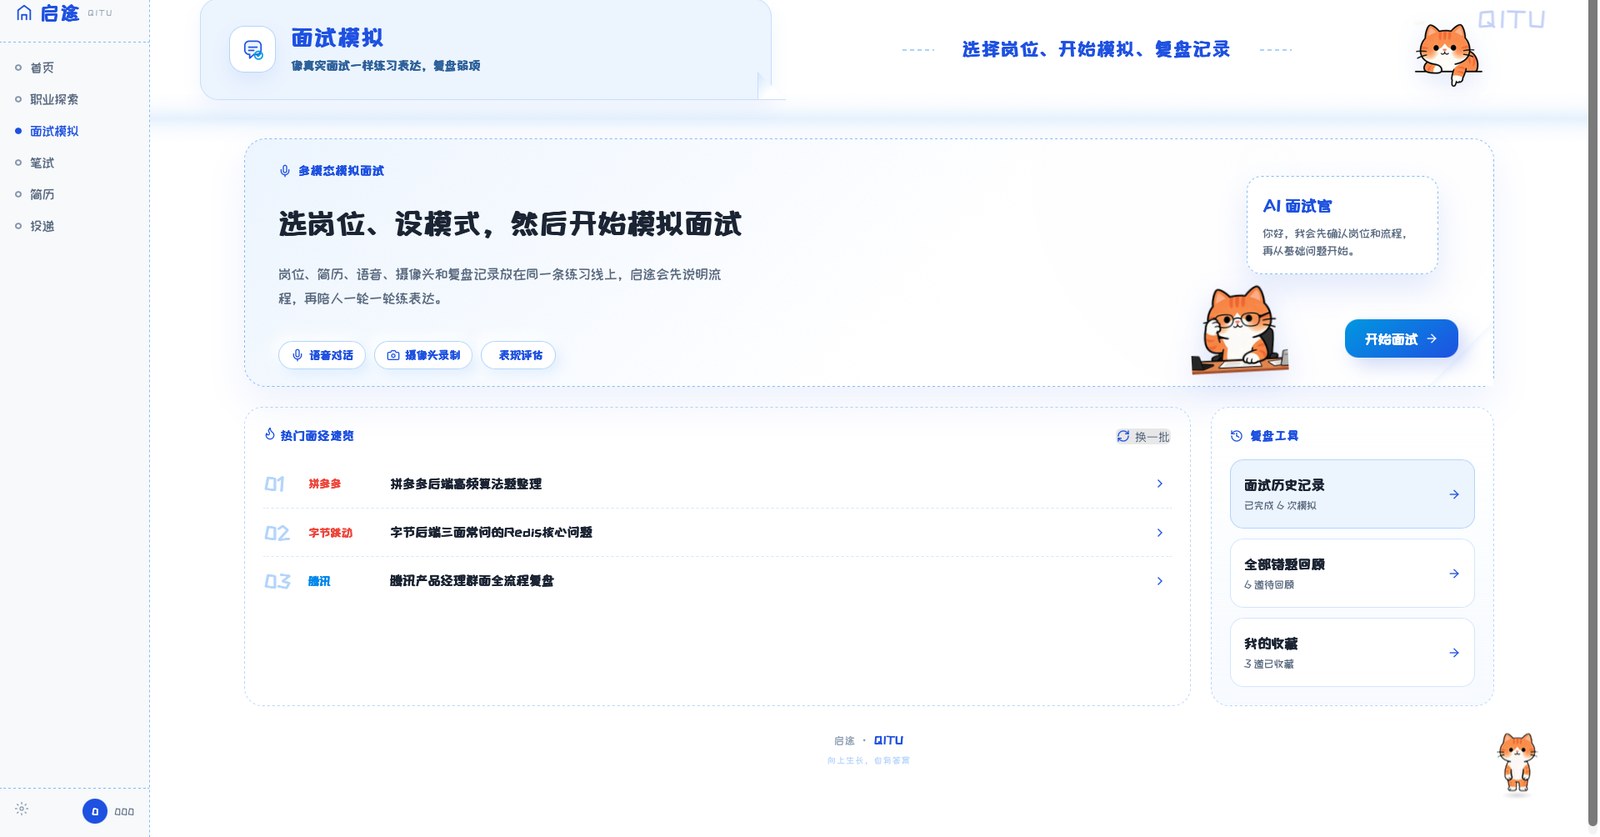 启途 QITU
首页
职业探索
面试模拟
笔试
简历
投递
面试模拟
像真实面试一样练习表达，复盘弱项
选择岗位、开始模拟、复盘记录
QITU
多模态模拟面试
选岗位、设模式，然后开始模拟面试
岗位、简历、语音、摄像头和复盘记录放在同一条练习线上，启途会先说明流
程，再陪人一轮一轮练表达。
语音对话
摄像头录制
表现评估
AI 面试官
你好，我会先确认岗位和流程，
再从基础问题开始。
开始面试
热门面经速览
换一批
01 拼多多 拼多多后端高频算法题整理
02 字节跳动 字节后端三面常问的Redis核心问题
03 腾讯 腾讯产品经理群面全流程复盘
复盘工具
面试历史记录
已完成 6 次模拟
全部错题回顾
6 道待回顾
我的收藏
3 道已收藏
启途 · QITU
向上生长，自有答案